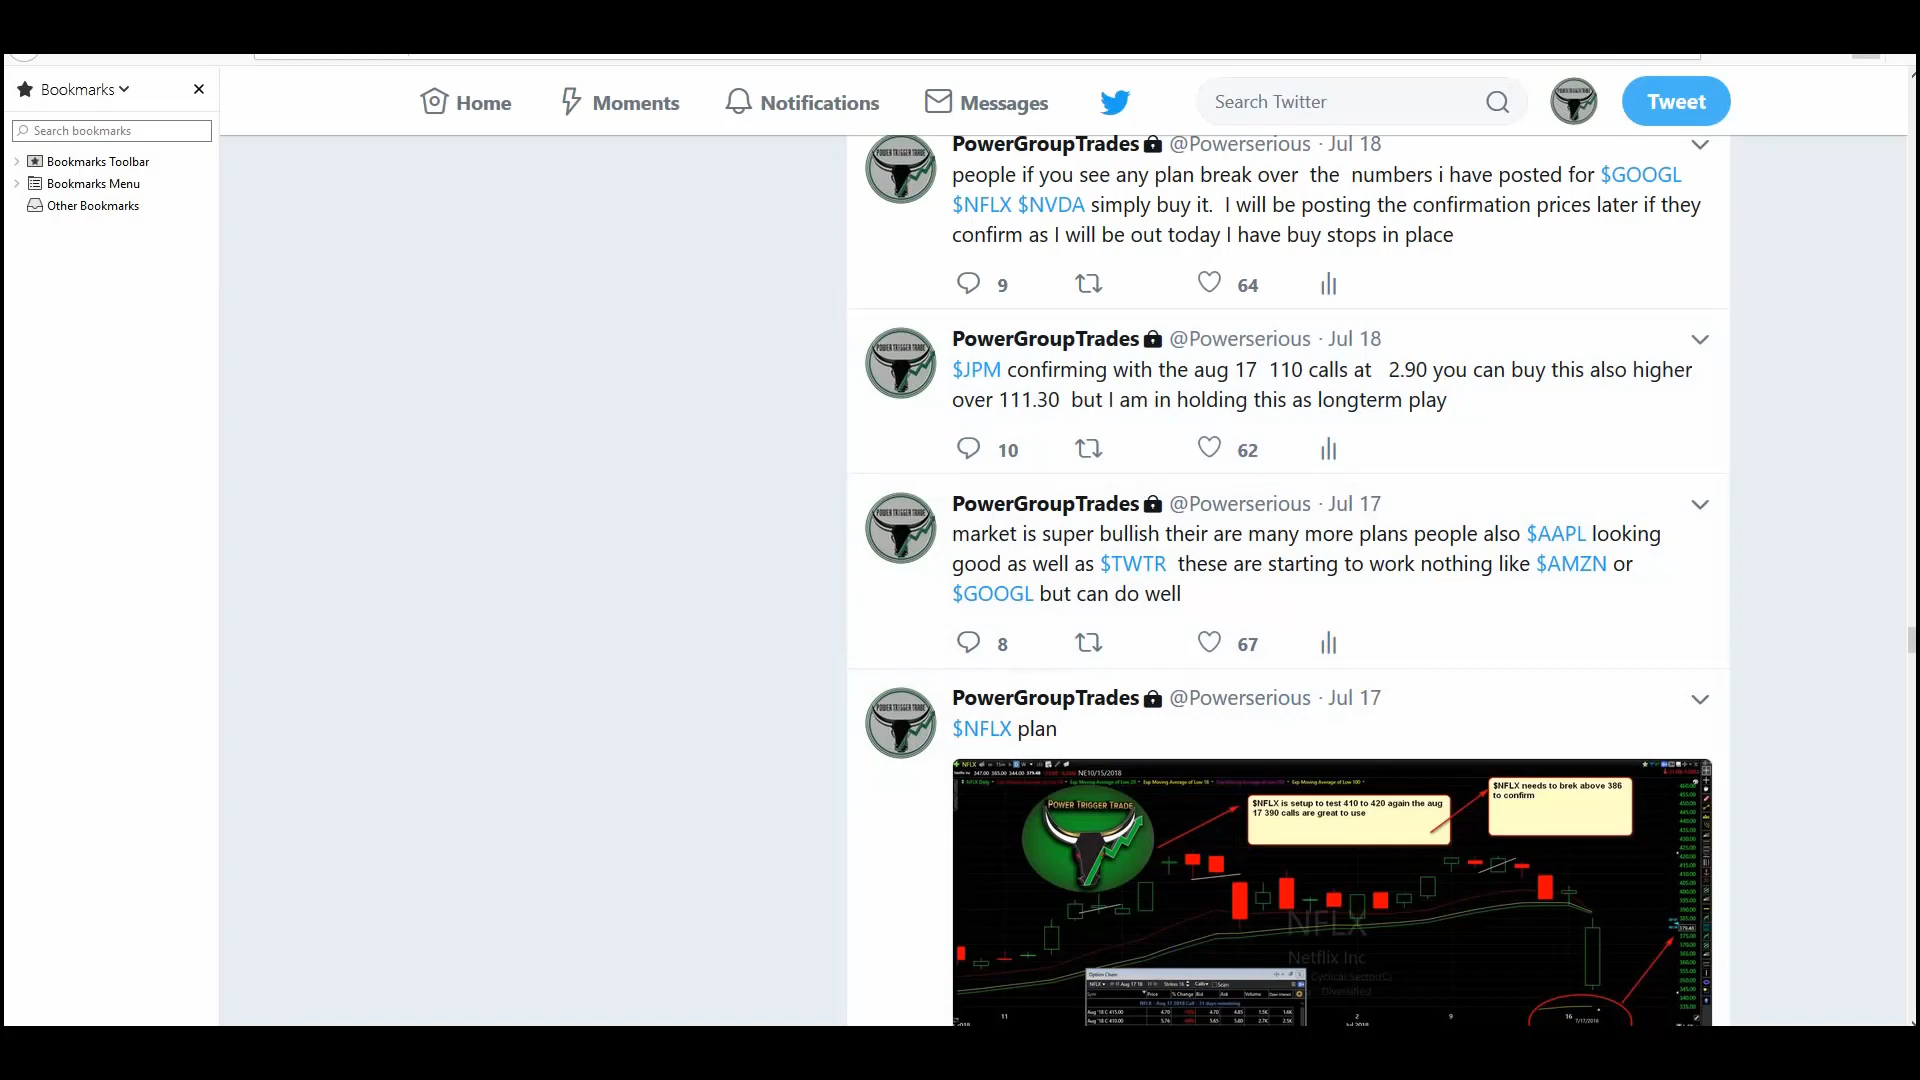 Bookmarks
Search bookmarks
Bookmarks Toolbar
Bookmarks Menu
Other Bookmarks
Home
Moments
Notifications
Messages
Search Twitter
Tweet
PowerGroupTrades @Powerserious · Jul 18
people if you see any plan break over the numbers i have posted for $GOOGL
$NFLX $NVDA simply buy it. I will be posting the confirmation prices later if they
confirm as I will be out today I have buy stops in place
9
64
PowerGroupTrades @Powerserious · Jul 18
$JPM confirming with the aug 17 110 calls at 2.90 you can buy this also higher
over 111.30 but I am in holding this as longterm play
10
62
PowerGroupTrades @Powerserious · Jul 17
market is super bullish their are many more plans people also $AAPL looking
good as well as $TWTR these are starting to work nothing like $AMZN or
$GOOGL but can do well
8
67
PowerGroupTrades @Powerserious · Jul 17
$NFLX plan
POWER TRIGGER TRADE
$NFLX is setup to test 410 to 420 again the aug
17 390 calls are great to use
$NFLX needs to brek above 386
to confirm
NFLX
Netflix Inc
Option Chain
11
2
9
16
7/17/2018